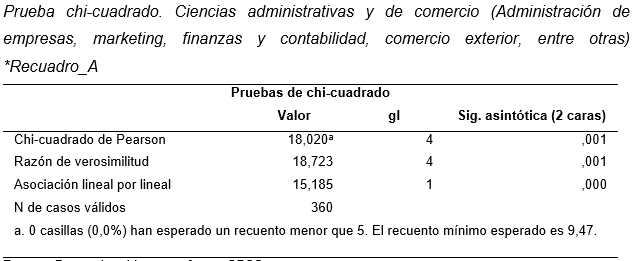 Prueba chi-cuadrado. Ciencias administrativas y de comercio (Administración de
empresas, marketing, finanzas y contabilidad, comercio exterior, entre otras)
*Recuadro_A
Pruebas de chi-cuadrado
Valor gl Sig. asintótica (2 caras)
Chi-cuadrado de Pearson 18,020ª 4 ,001
Razón de verosimilitud 18,723 4 ,001
Asociación lineal por lineal 15,185 1 ,000
N de casos válidos 360
a. 0 casillas (0,0%) han esperado un recuento menor que 5. El recuento mínimo esperado es 9,47.